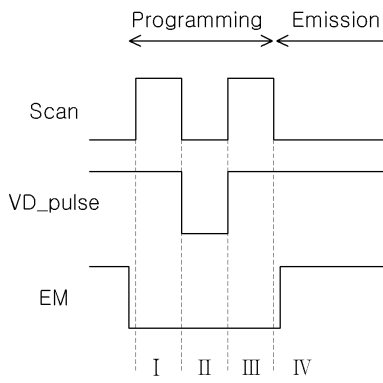 Programming Emission
Scan
VD_pulse
EM
Ⅰ Ⅱ Ⅲ Ⅳ